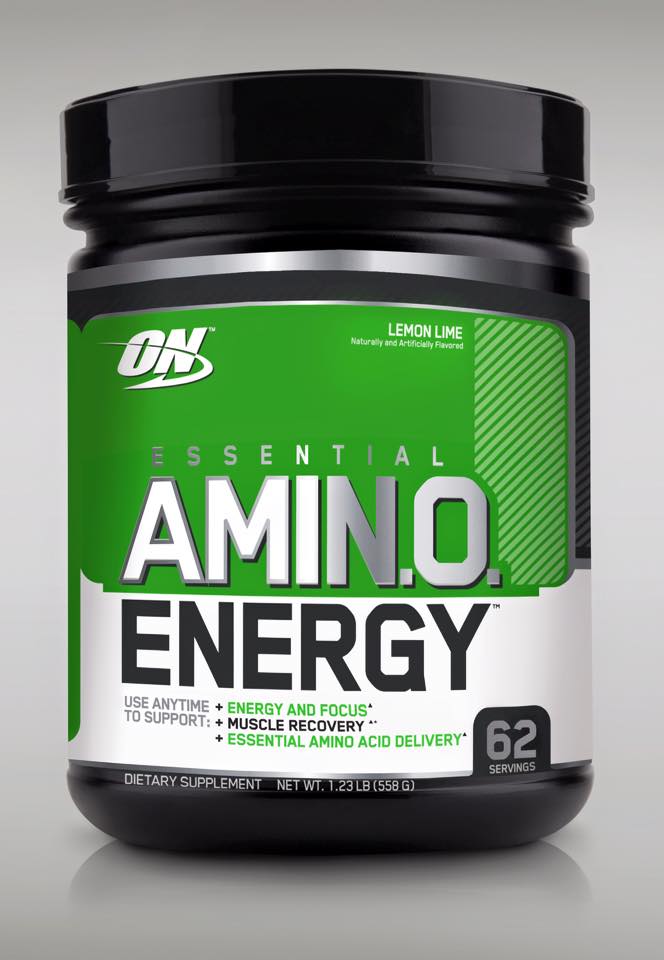 ON™
LEMON LIME
Naturally and Artificially Flavored
ESSENTIAL
AMIN.O.
ENERGY™
USE ANYTIME
TO SUPPORT:
+ ENERGY AND FOCUS▲
+ MUSCLE RECOVERY ▲*
+ ESSENTIAL AMINO ACID DELIVERY▲
62
SERVINGS
DIETARY SUPPLEMENT NET WT. 1.23 LB (558 G)